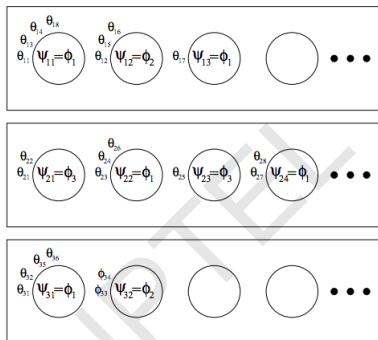 θ₁₄ θ₁₈ θ₁₆
θ₁₃ θ₁₅
θ₁₁ ψ₁₁=ϕ₁ θ₁₂ ψ₁₂=ϕ₂ θ₁₇ ψ₁₃=ϕ₁
θ₂₆
θ₂₂ θ₂₄ θ₂₈
θ₂₁ ψ₂₁=ϕ₃ θ₂₃ ψ₂₂=ϕ₁ θ₂₅ ψ₂₃=ϕ₃ θ₂₇ ψ₂₄=ϕ₁
θ₃₅ θ₃₆
θ₃₂ ϕ₃₄
θ₃₁ ψ₃₁=ϕ₁ ϕ₃₃ ψ₃₂=ϕ₂
IPTEL